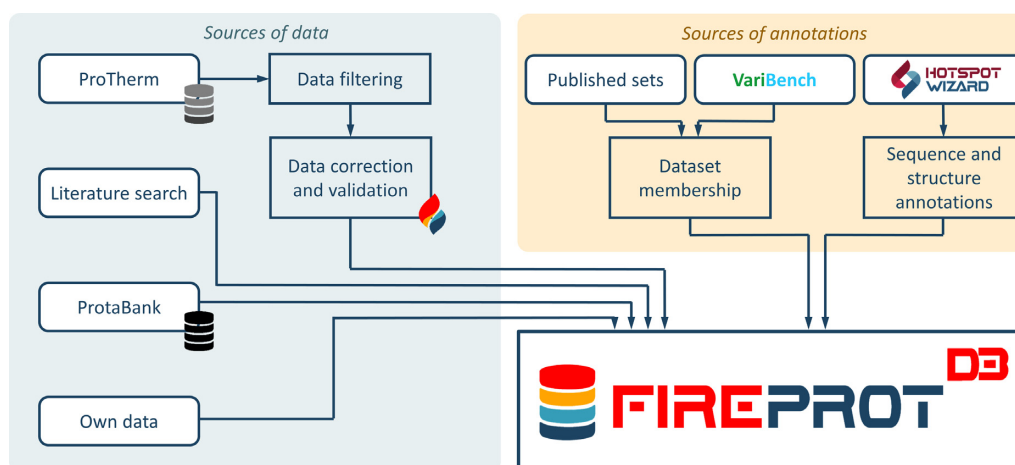 Sources of data
ProTherm
Data filtering
Data correction
and validation
Literature search
ProtaBank
Own data
Sources of annotations
Published sets
VariBench
HOTSPOT
WIZARD
Dataset
membership
Sequence and
structure
annotations
FIREPROT DB